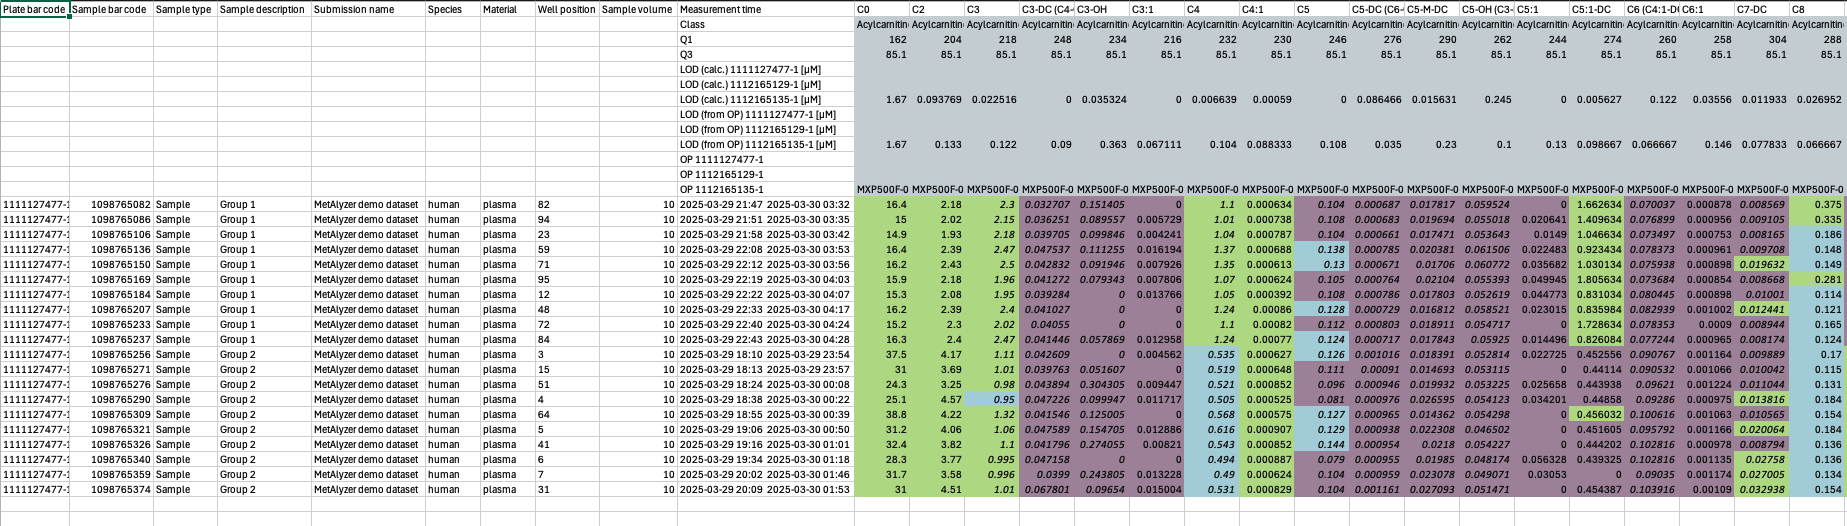 Plate bar code Sample bar code Sample type Sample description Submission name Species Material Well position Sample volume Measurement time C0 C2 C3 C3-DC (C4- C3-OH C3:1 C4 C4:1 C5 C5-DC (C6- C5-M-DC C5-OH (C3- C5:1 C5:1-DC C6 (C4:1-D C6:1 C7-DC C8
Class Acylcarnitin Acylcarnitin Acylcarnitin Acylcarnitin Acylcarnitin Acylcarnitin Acylcarnitin Acylcarnitin Acylcarnitin Acylcarnitin Acylcarnitin Acylcarnitin Acylcarnitin Acylcarnitin Acylcarnitin Acylcarnitin Acylcarnitin Acylcarnitin
Q1 162 204 218 248 234 216 232 230 246 276 290 262 244 274 260 258 304 288
Q3 85.1 85.1 85.1 85.1 85.1 85.1 85.1 85.1 85.1 85.1 85.1 85.1 85.1 85.1 85.1 85.1 85.1 85.1
LOD (calc.) 1111127477-1 [µM]
LOD (calc.) 1112165129-1 [µM]
LOD (calc.) 1112165135-1 [µM] 1.67 0.093769 0.022516 0 0.035324 0 0.006639 0.00059 0 0.086466 0.015631 0.245 0 0.005627 0.122 0.03556 0.011933 0.026952
LOD (from OP) 1111127477-1 [µM]
LOD (from OP) 1112165129-1 [µM]
LOD (from OP) 1112165135-1 [µM] 1.67 0.133 0.122 0.09 0.363 0.067111 0.104 0.088333 0.108 0.035 0.23 0.1 0.13 0.098667 0.066667 0.146 0.077833 0.066667
OP 1111127477-1
OP 1112165129-1
OP 1112165135-1 MXP500F-0 MXP500F-0 MXP500F-0 MXP500F-0 MXP500F-0 MXP500F-0 MXP500F-0 MXP500F-0 MXP500F-0 MXP500F-0 MXP500F-0 MXP500F-0 MXP500F-0 MXP500F-0 MXP500F-0 MXP500F-0 MXP500F-0 MXP500F-0
1111127477-1 1098765082 Sample Group 1 MetAlyzer demo dataset human plasma 82 10 2025-03-29 21:47 2025-03-30 03:32 16.4 2.18 2.3 0.032707 0.151405 0 1.1 0.000634 0.104 0.000687 0.017817 0.059524 0 1.662634 0.070037 0.000878 0.008569 0.375
1111127477-1 1098765086 Sample Group 1 MetAlyzer demo dataset human plasma 94 10 2025-03-29 21:51 2025-03-30 03:35 15 2.02 2.15 0.036251 0.089557 0.005729 1.01 0.000738 0.108 0.000683 0.019694 0.055018 0.020641 1.409634 0.076899 0.000956 0.009105 0.335
1111127477-1 1098765106 Sample Group 1 MetAlyzer demo dataset human plasma 23 10 2025-03-29 21:58 2025-03-30 03:42 14.9 1.93 2.18 0.039705 0.099846 0.004241 1.04 0.000787 0.104 0.000661 0.017471 0.053643 0.0149 1.046634 0.073497 0.000753 0.008165 0.186
1111127477-1 1098765136 Sample Group 1 MetAlyzer demo dataset human plasma 59 10 2025-03-29 22:08 2025-03-30 03:53 16.4 2.39 2.47 0.047537 0.111255 0.016194 1.37 0.000688 0.138 0.000785 0.020381 0.061506 0.022483 0.923434 0.078373 0.000961 0.009708 0.148
1111127477-1 1098765150 Sample Group 1 MetAlyzer demo dataset human plasma 71 10 2025-03-29 22:12 2025-03-30 03:56 16.2 2.43 2.5 0.042832 0.091946 0.007926 1.35 0.000613 0.13 0.000671 0.01706 0.060772 0.035682 1.030134 0.075938 0.000898 0.019632 0.149
1111127477-1 1098765169 Sample Group 1 MetAlyzer demo dataset human plasma 95 10 2025-03-29 22:19 2025-03-30 04:03 15.9 2.18 1.96 0.041272 0.079343 0.007806 1.07 0.000624 0.105 0.000764 0.02104 0.055393 0.049945 1.805634 0.073684 0.000854 0.008668 0.281
1111127477-1 1098765184 Sample Group 1 MetAlyzer demo dataset human plasma 12 10 2025-03-29 22:22 2025-03-30 04:07 15.3 2.08 1.95 0.039284 0 0.013766 1.05 0.000392 0.108 0.000786 0.017803 0.052619 0.044773 0.831034 0.080445 0.000898 0.01001 0.114
1111127477-1 1098765207 Sample Group 1 MetAlyzer demo dataset human plasma 48 10 2025-03-29 22:33 2025-03-30 04:17 16.2 2.39 2.4 0.041027 0 0 1.24 0.00086 0.128 0.000729 0.016812 0.058521 0.023015 0.835984 0.082939 0.001002 0.012441 0.121
1111127477-1 1098765233 Sample Group 1 MetAlyzer demo dataset human plasma 72 10 2025-03-29 22:40 2025-03-30 04:24 15.2 2.3 2.02 0.04055 0 0 1.1 0.00082 0.112 0.000803 0.018911 0.054717 0 1.728634 0.078353 0.0009 0.008944 0.165
1111127477-1 1098765237 Sample Group 1 MetAlyzer demo dataset human plasma 84 10 2025-03-29 22:43 2025-03-30 04:28 16.3 2.4 2.47 0.041446 0.057869 0.012958 1.24 0.00077 0.124 0.000717 0.017843 0.05925 0.014496 0.826084 0.077244 0.000965 0.008174 0.124
1111127477-1 1098765256 Sample Group 2 MetAlyzer demo dataset human plasma 3 10 2025-03-29 18:10 2025-03-29 23:54 37.5 4.17 1.11 0.042609 0 0.004562 0.535 0.000627 0.126 0.001016 0.018391 0.052814 0.022725 0.452556 0.090767 0.001164 0.009889 0.17
1111127477-1 1098765271 Sample Group 2 MetAlyzer demo dataset human plasma 15 10 2025-03-29 18:13 2025-03-29 23:57 31 3.69 1.01 0.039763 0.051607 0 0.519 0.000648 0.111 0.00091 0.014693 0.053115 0 0.44114 0.090532 0.001066 0.010042 0.115
1111127477-1 1098765276 Sample Group 2 MetAlyzer demo dataset human plasma 51 10 2025-03-29 18:24 2025-03-30 00:08 24.3 3.25 0.98 0.043894 0.304305 0.009447 0.521 0.000852 0.096 0.000946 0.019932 0.053225 0.025658 0.443938 0.09621 0.001224 0.011044 0.131
1111127477-1 1098765290 Sample Group 2 MetAlyzer demo dataset human plasma 4 10 2025-03-29 18:38 2025-03-30 00:22 25.1 4.57 0.95 0.047226 0.099947 0.011717 0.505 0.000525 0.081 0.000976 0.026595 0.054123 0.034201 0.44858 0.09286 0.000975 0.013816 0.184
1111127477-1 1098765309 Sample Group 2 MetAlyzer demo dataset human plasma 64 10 2025-03-29 18:55 2025-03-30 00:39 38.8 4.22 1.32 0.041546 0.125005 0 0.568 0.000575 0.127 0.000965 0.014362 0.054298 0 0.456032 0.100616 0.001063 0.010565 0.154
1111127477-1 1098765321 Sample Group 2 MetAlyzer demo dataset human plasma 5 10 2025-03-29 19:06 2025-03-30 00:50 31.2 4.06 1.06 0.047589 0.154705 0.012886 0.616 0.000907 0.129 0.000938 0.022308 0.046502 0 0.451605 0.095792 0.001166 0.020064 0.184
1111127477-1 1098765326 Sample Group 2 MetAlyzer demo dataset human plasma 41 10 2025-03-29 19:16 2025-03-30 01:01 32.4 3.82 1.1 0.041796 0.274055 0.00821 0.543 0.000852 0.144 0.000954 0.0218 0.054227 0 0.444202 0.102816 0.000978 0.008794 0.136
1111127477-1 1098765340 Sample Group 2 MetAlyzer demo dataset human plasma 6 10 2025-03-29 19:34 2025-03-30 01:18 28.3 3.77 0.995 0.047158 0 0 0.494 0.000887 0.079 0.000955 0.01985 0.048174 0.056328 0.439325 0.102816 0.001135 0.02758 0.136
1111127477-1 1098765359 Sample Group 2 MetAlyzer demo dataset human plasma 7 10 2025-03-29 20:02 2025-03-30 01:46 31.7 3.58 0.996 0.0399 0.243805 0.013228 0.49 0.000624 0.104 0.000959 0.023078 0.049071 0.03053 0 0.09035 0.001174 0.027005 0.134
1111127477-1 1098765374 Sample Group 2 MetAlyzer demo dataset human plasma 31 10 2025-03-29 20:09 2025-03-30 01:53 31 4.51 1.01 0.067801 0.09654 0.015004 0.531 0.000829 0.104 0.001161 0.027093 0.051471 0 0.454387 0.103916 0.00109 0.032938 0.154